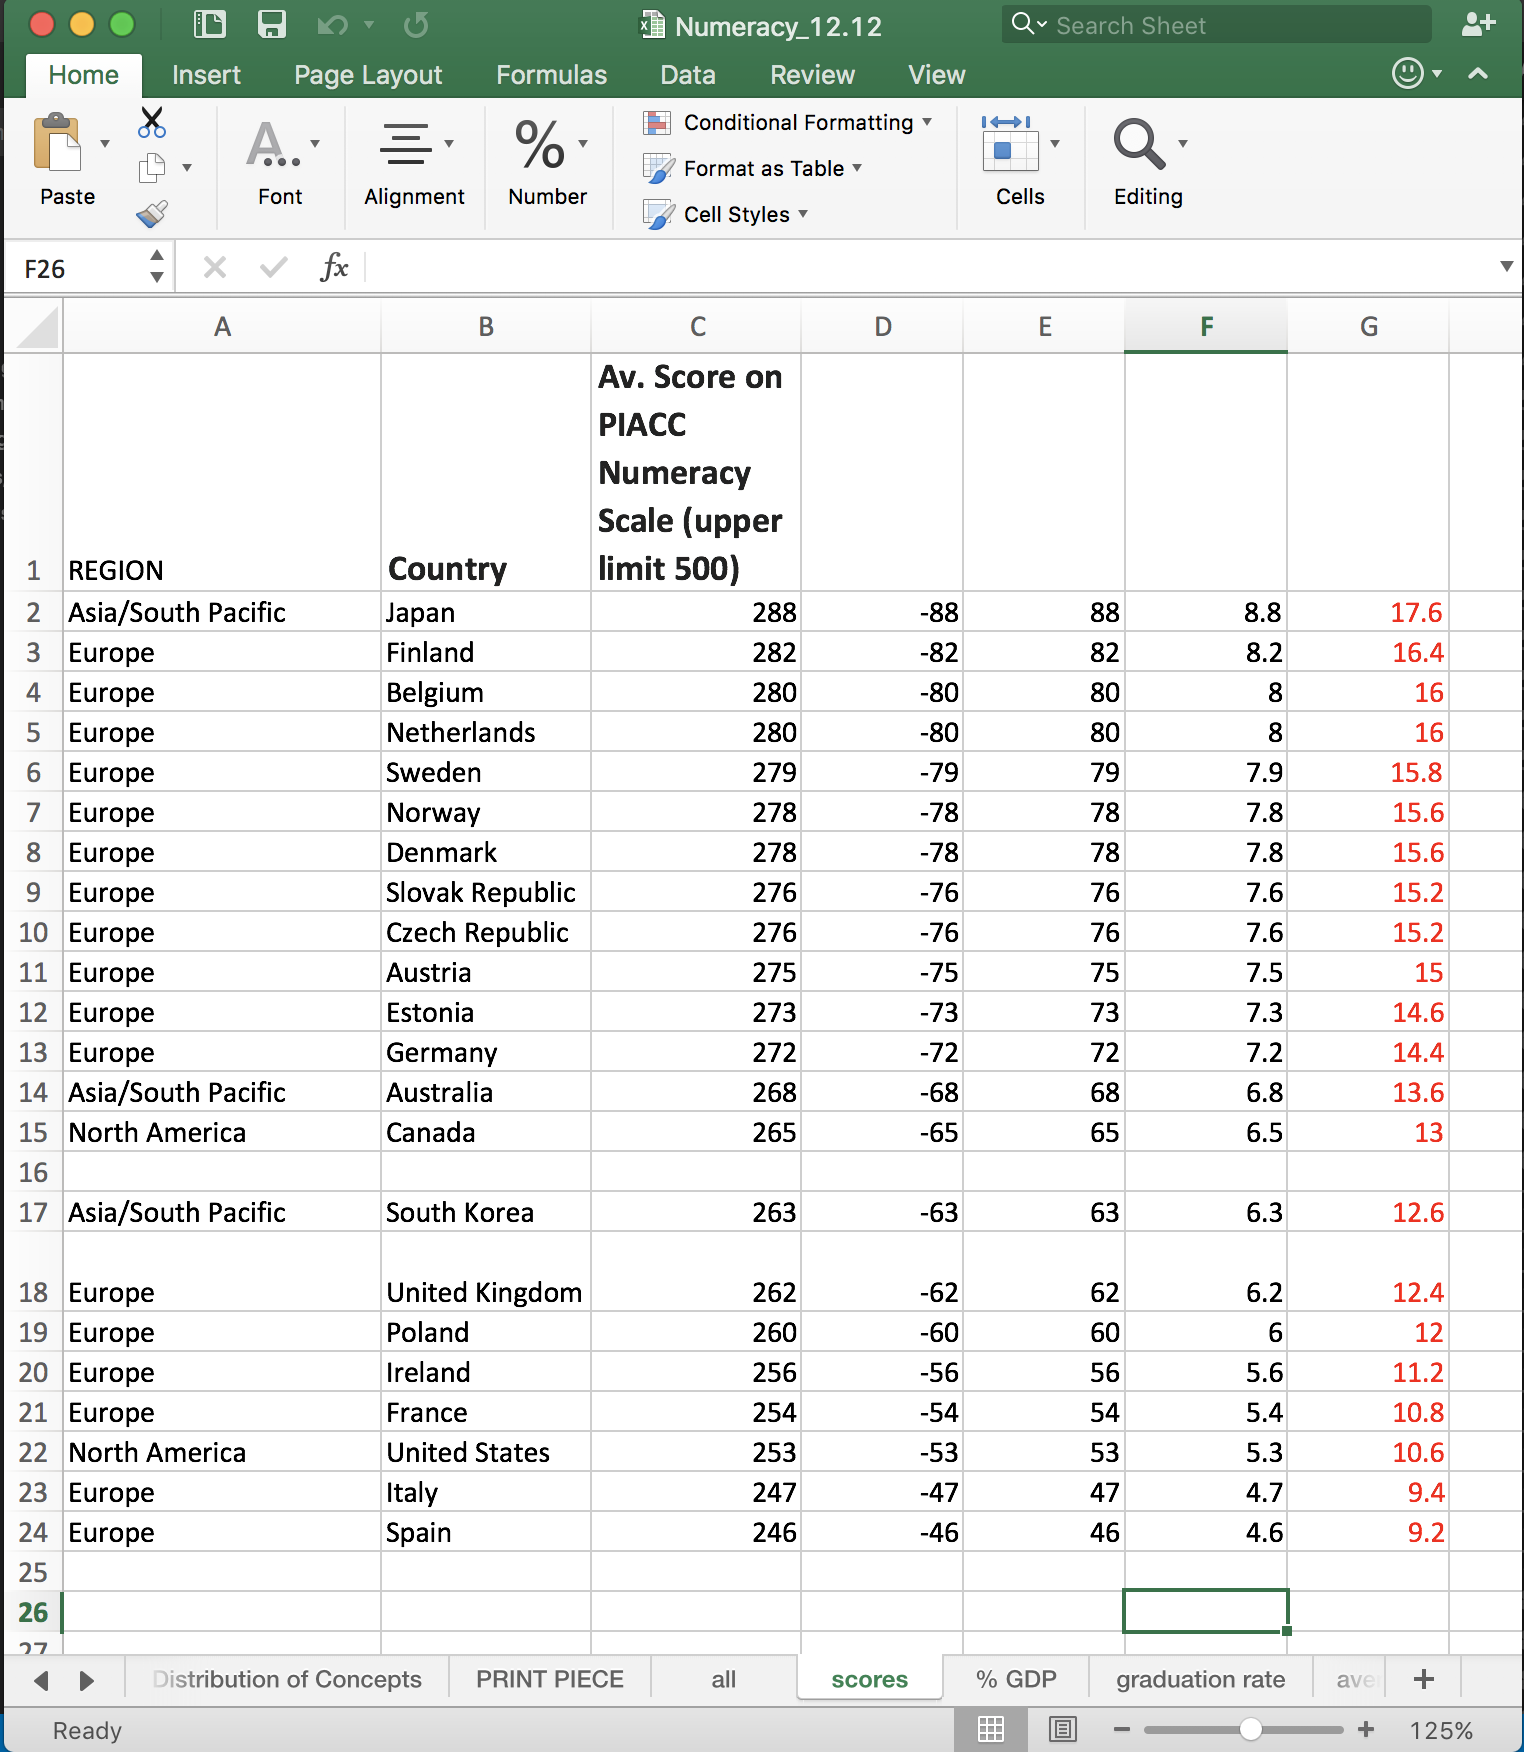 Numeracy_12.12
Search Sheet
Home Insert Page Layout Formulas Data Review View
Paste
A...
Font
Alignment
%
Number
Conditional Formatting
Format as Table
Cell Styles
Cells
Editing
F26 fx
A B C D E F G
1 REGION Country Av. Score on
PIACC
Numeracy
Scale (upper
limit 500)
2 Asia/South Pacific Japan 288 -88 88 8.8 17.6
3 Europe Finland 282 -82 82 8.2 16.4
4 Europe Belgium 280 -80 80 8 16
5 Europe Netherlands 280 -80 80 8 16
6 Europe Sweden 279 -79 79 7.9 15.8
7 Europe Norway 278 -78 78 7.8 15.6
8 Europe Denmark 278 -78 78 7.8 15.6
9 Europe Slovak Republic 276 -76 76 7.6 15.2
10 Europe Czech Republic 276 -76 76 7.6 15.2
11 Europe Austria 275 -75 75 7.5 15
12 Europe Estonia 273 -73 73 7.3 14.6
13 Europe Germany 272 -72 72 7.2 14.4
14 Asia/South Pacific Australia 268 -68 68 6.8 13.6
15 North America Canada 265 -65 65 6.5 13
16
17 Asia/South Pacific South Korea 263 -63 63 6.3 12.6
18 Europe United Kingdom 262 -62 62 6.2 12.4
19 Europe Poland 260 -60 60 6 12
20 Europe Ireland 256 -56 56 5.6 11.2
21 Europe France 254 -54 54 5.4 10.8
22 North America United States 253 -53 53 5.3 10.6
23 Europe Italy 247 -47 47 4.7 9.4
24 Europe Spain 246 -46 46 4.6 9.2
25
26
27
Distribution of Concepts PRINT PIECE all scores % GDP graduation rate ave +
Ready 125%